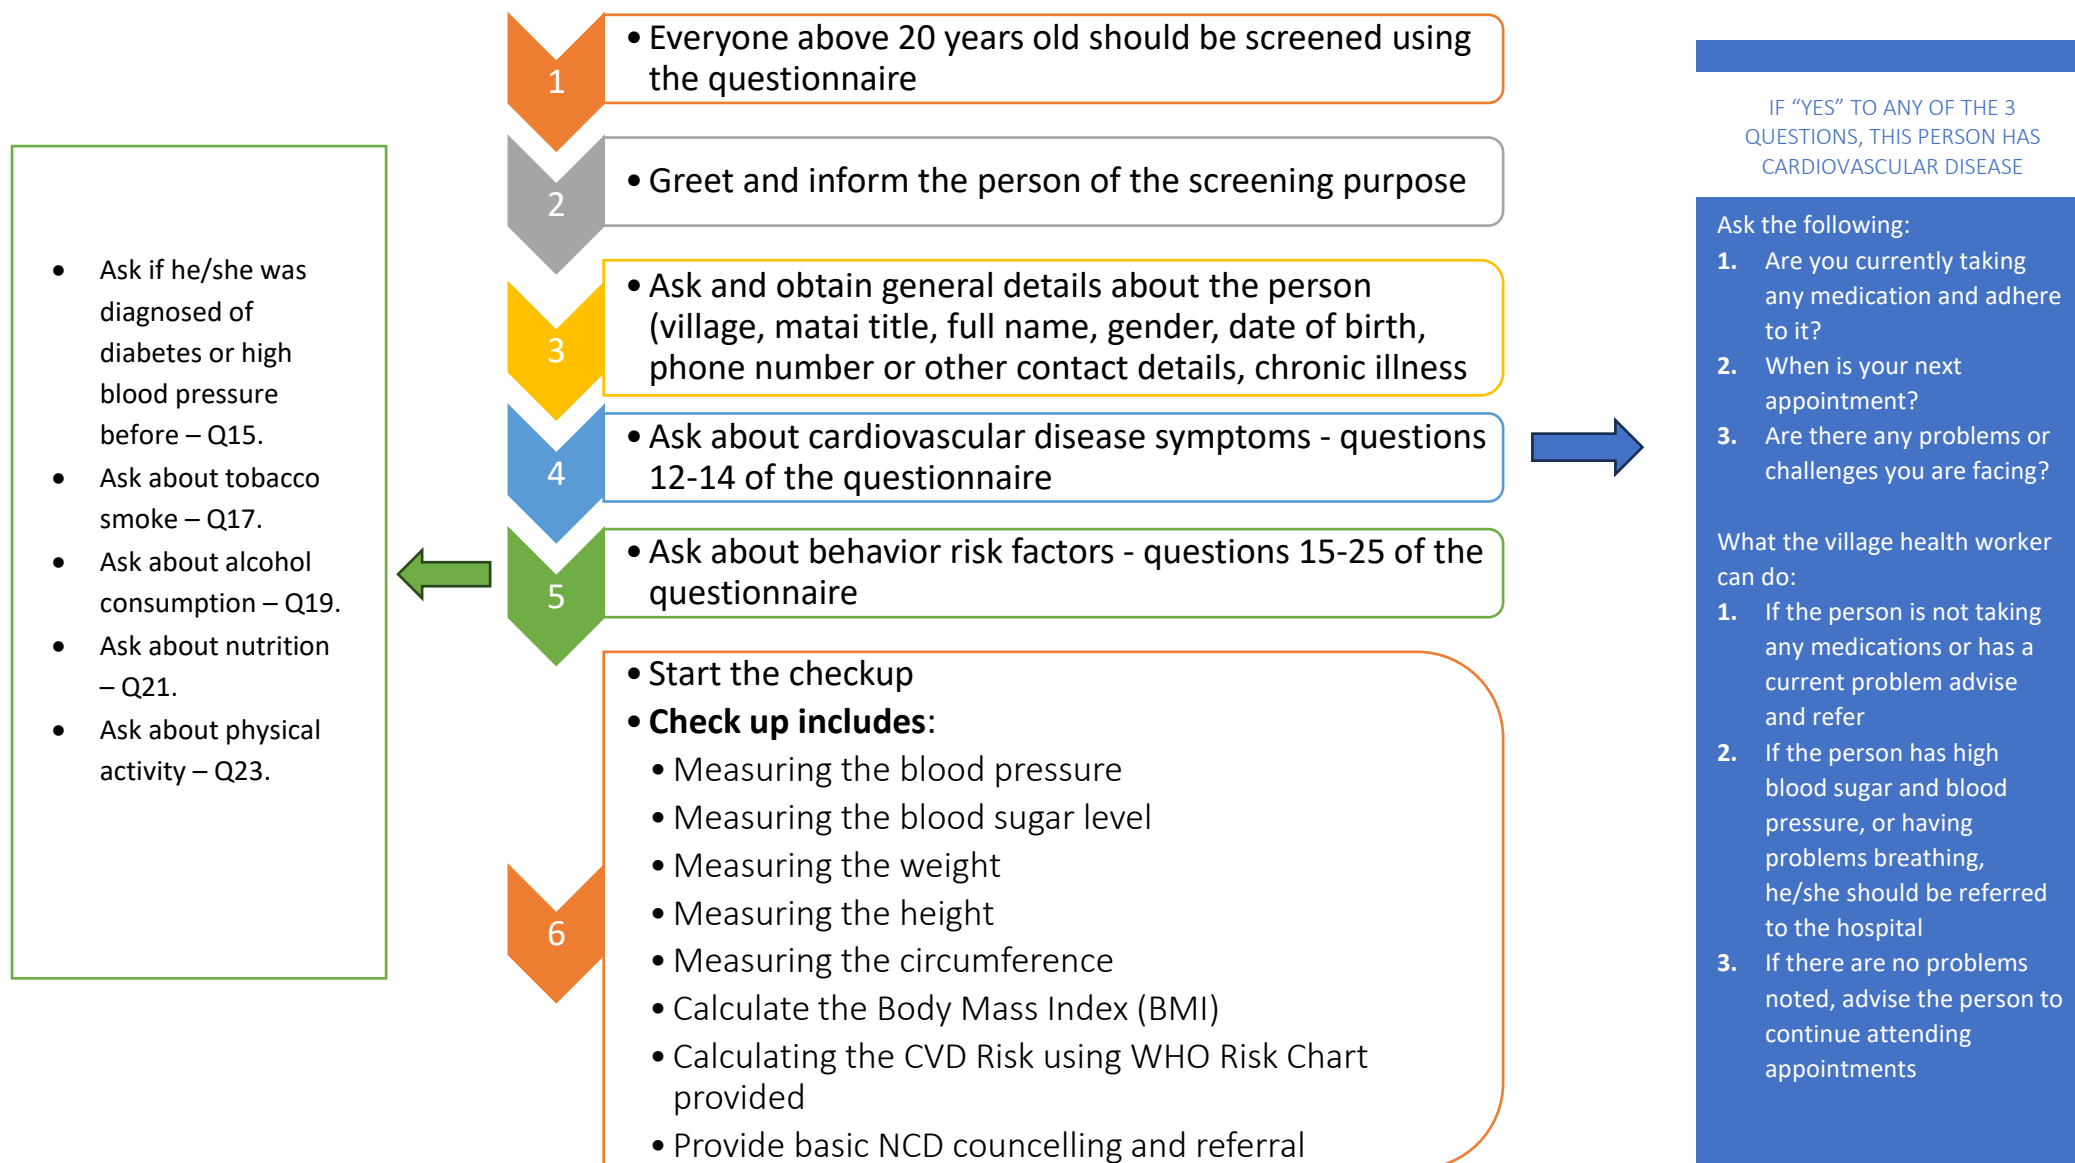 1
• Everyone above 20 years old should be screened using
the questionnaire
2
• Greet and inform the person of the screening purpose
3
• Ask and obtain general details about the person
(village, matai title, full name, gender, date of birth,
phone number or other contact details, chronic illness
4
• Ask about cardiovascular disease symptoms - questions
12-14 of the questionnaire
5
• Ask about behavior risk factors - questions 15-25 of the
questionnaire
6
• Start the checkup
• Check up includes:
• Measuring the blood pressure
• Measuring the blood sugar level
• Measuring the weight
• Measuring the height
• Measuring the circumference
• Calculate the Body Mass Index (BMI)
• Calculating the CVD Risk using WHO Risk Chart
provided
• Provide basic NCD councelling and referral
• Ask if he/she was
diagnosed of
diabetes or high
blood pressure
before – Q15.
• Ask about tobacco
smoke – Q17.
• Ask about alcohol
consumption – Q19.
• Ask about nutrition
– Q21.
• Ask about physical
activity – Q23.
IF “YES” TO ANY OF THE 3
QUESTIONS, THIS PERSON HAS
CARDIOVASCULAR DISEASE
Ask the following:
1. Are you currently taking
any medication and adhere
to it?
2. When is your next
appointment?
3. Are there any problems or
challenges you are facing?
What the village health worker
can do:
1. If the person is not taking
any medications or has a
current problem advise
and refer
2. If the person has high
blood sugar and blood
pressure, or having
problems breathing,
he/she should be referred
to the hospital
3. If there are no problems
noted, advise the person to
continue attending
appointments